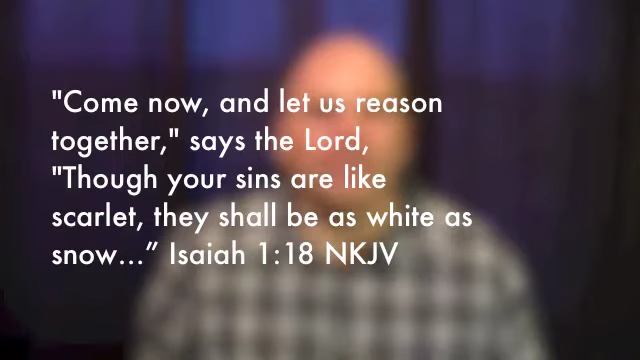 "Come now, and let us reason
together," says the Lord,
"Though your sins are like
scarlet, they shall be as white as
snow...” Isaiah 1:18 NKJV